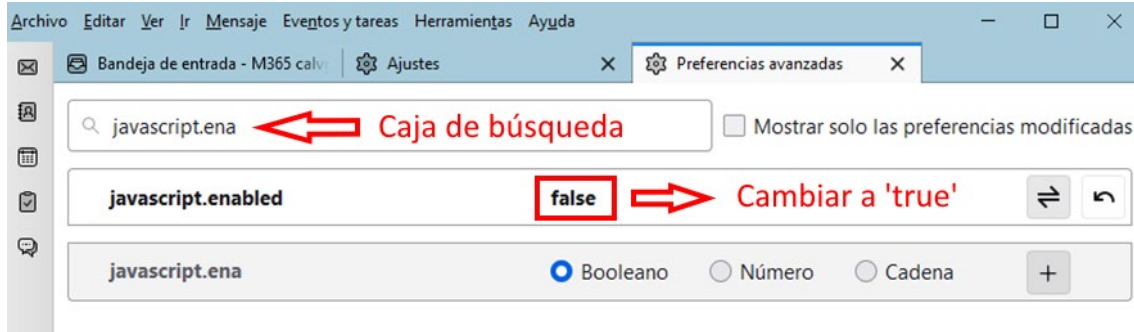 Archivo Editar Ver Ir Mensaje Eventos y tareas Herramientas Ayuda
Bandeja de entrada - M365 calv
Ajustes
Preferencias avanzadas
javascript.ena
Caja de búsqueda
Mostrar solo las preferencias modificadas
javascript.enabled false Cambiar a 'true'
javascript.ena Booleano Número Cadena